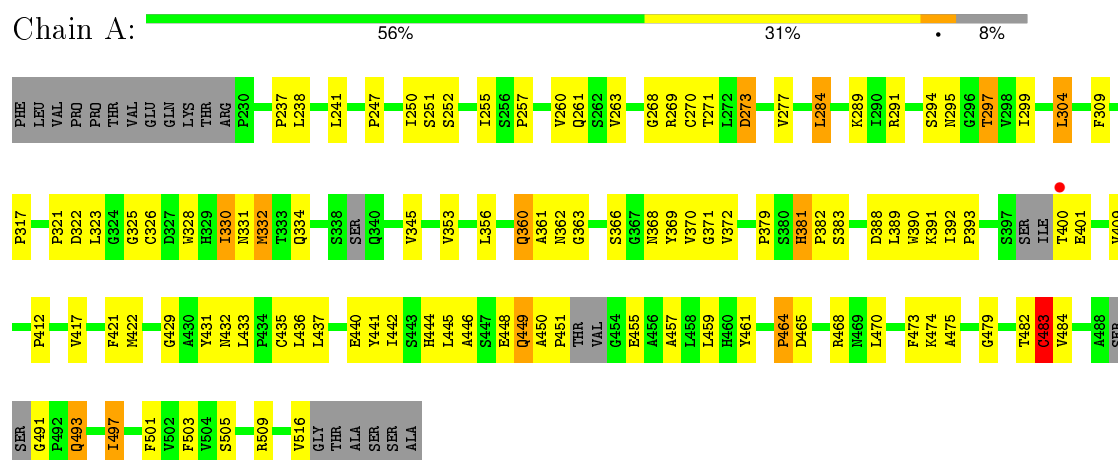 Chain A:
56% 31% • 8%
PHE LEU VAL PRO PRO THR VAL GLU GLN LYS THR ARG P230 P237 L238 L241 P247 I250 S251 S252 I255 S256 P257 V260 Q261 S262 V263 G268 R269 C270 T271 L272 D273 V277 L284 K289 I290 R291 S294 N295 G296 T297 V298 I299 L304 F309
P317 P321 D322 L323 G324 G325 C326 D327 W328 H329 I330 N331 M332 T333 Q334 S338 SER Q340 V345 V353 L356 Q360 A361 N362 G363 S366 G367 N368 Y369 V370 G371 V372 P379 S380 H381 P382 S383 D388 L389 W390 K391 I392 P393 S397 SER ILE T400 E401
P412 V417 F421 M422 G429 A430 Y431 N432 L433 P434 C435 L436 L437 E440 Y441 I442 S443 H444 L445 A446 S447 E448 Q449 A450 P451 THR VAL G454 E455 A456 A457 L458 L459 H460 Y461 P464 D465 R468 N469 L470 F473 K474 A475 G479 T482 C483 V484 A488
SER G491 P492 Q493 I497 F501 V502 F503 V504 S505 R509 V516 GLY THR ALA SER SER ALA